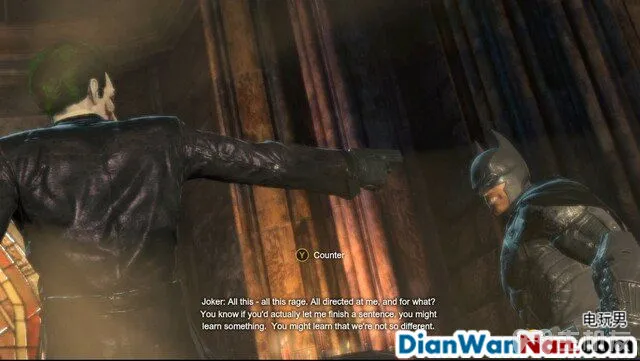 Y Counter
Joker: All this - all this rage. All directed at me, and for what?
You know if you'd actually let me finish a sentence, you might
learn something.  You might learn that we're not so different.
电玩男
DianWanNan.com